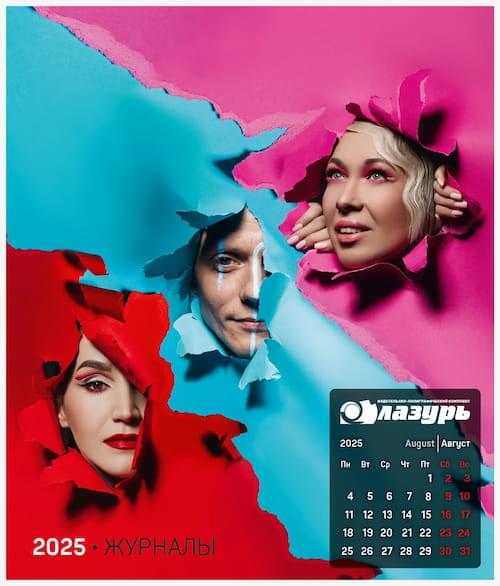 ИЗДАТЕЛЬСКО-ПОЛИГРАФИЧЕСКИЙ КОМПЛЕКС
лазурь
2025 August | Август
Пн Вт Ср Чт Пт Сб Вс
1 2 3
4 5 6 7 8 9 10
11 12 13 14 15 16 17
18 19 20 21 22 23 24
25 26 27 28 29 30 31
2025 • ЖУРНАЛЫ